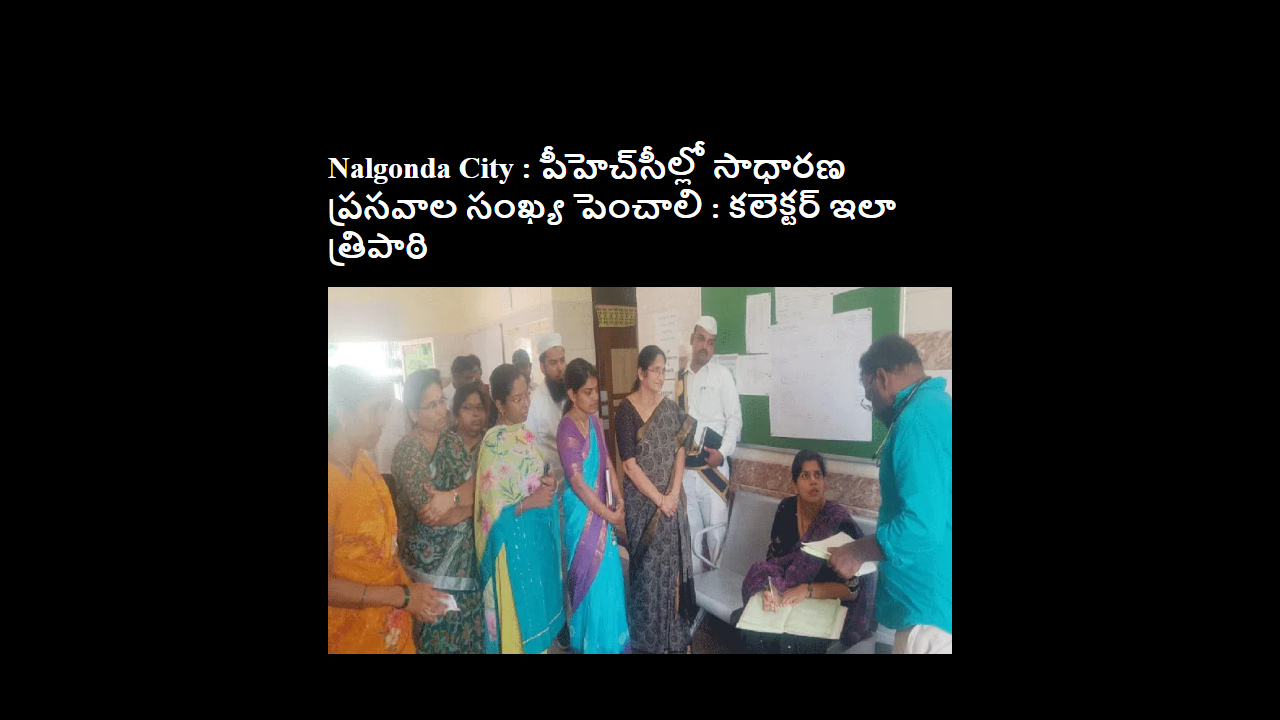 Nalgonda City : పీహెచ్‌సీల్లో సాధారణ
ప్రసవాల సంఖ్య పెంచాలి : కలెక్టర్ ఇలా
త్రిపాఠి